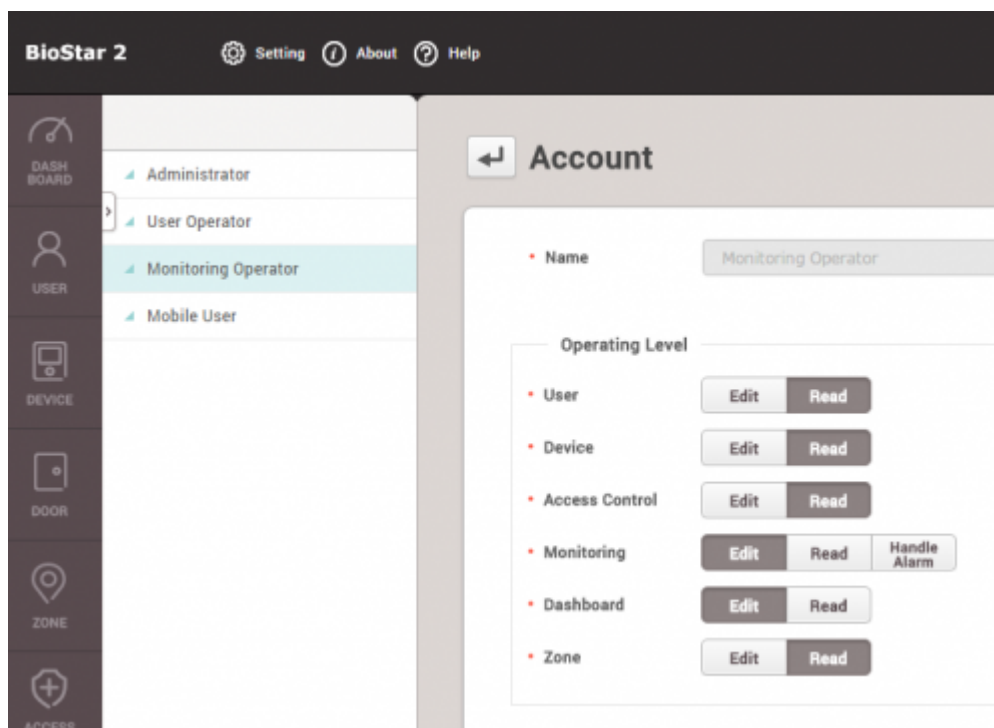 BioStar 2
Setting
About
Help
DASH
BOARD
USER
DEVICE
DOOR
ZONE
ACCESS
Administrator
User Operator
Monitoring Operator
Mobile User
Account
• Name Monitoring Operator
Operating Level
• User Edit Read
• Device Edit Read
• Access Control Edit Read
• Monitoring Edit Read Handle Alarm
• Dashboard Edit Read
• Zone Edit Read